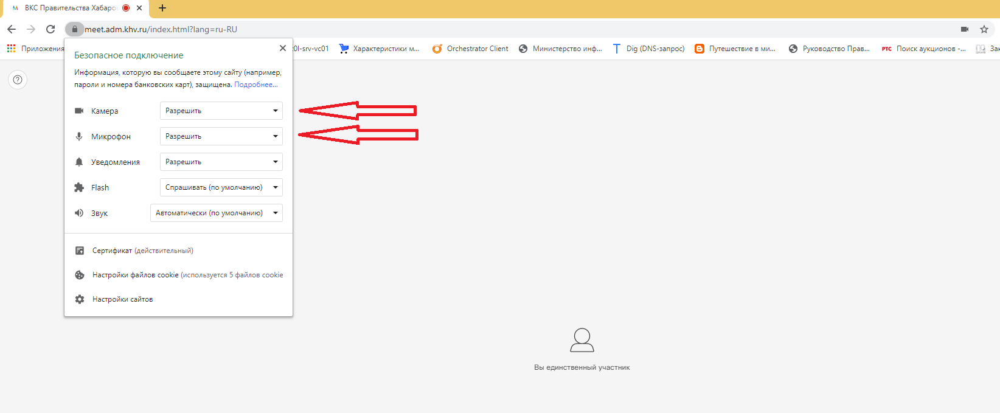 ВКС Правительства Хабаро
meet.adm.khv.ru/index.html?lang=ru-RU
Приложения
0l-srv-vc01
Характеристики м...
Orchestrator Client
Министерство инф...
Dig (DNS-запрос)
Путешествие в ми...
Руководство Прав...
РТС
Поиск аукционов -...
Зак
Безопасное подключение
Информация, которую вы сообщаете этому сайту (например,
пароли и номера банковских карт), защищена. Подробнее...
Камера
Разрешить
Микрофон
Разрешить
Уведомления
Разрешить
Flash
Спрашивать (по умолчанию)
Звук
Автоматически (по умолчанию)
Сертификат (действительный)
Настройки файлов cookie (используется 5 файлов cookie
Настройки сайтов
Вы единственный участник